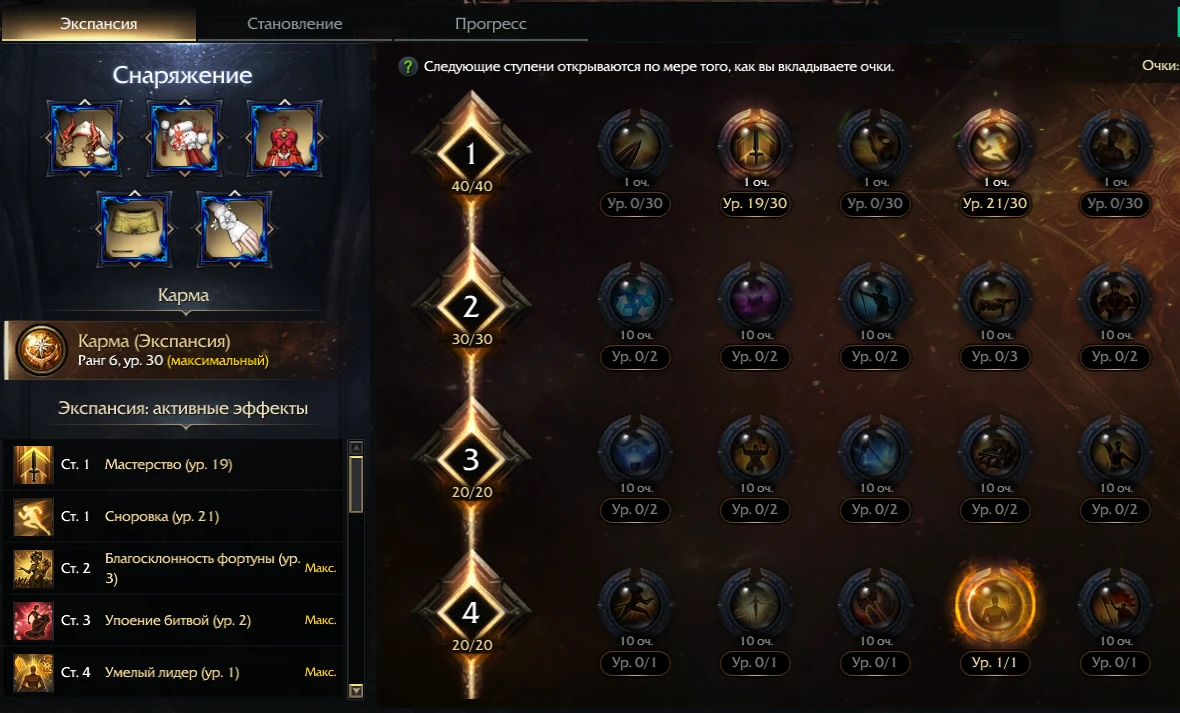 Экспансия
Становление
Прогресс
Снаряжение
Карма
Карма (Экспансия)
Ранг 6, ур. 30 (максимальный)
Экспансия: активные эффекты
Ст. 1 Мастерство (ур. 19)
Ст. 1 Сноровка (ур. 21)
Ст. 2 Благосклонность фортуны (ур.
3) Макс.
Ст. 3 Упоение битвой (ур. 2) Макс.
Ст. 4 Умелый лидер (ур. 1) Макс.
? Следующие ступени открываются по мере того, как вы вкладываете очки.
Очки:
1
40/40
1 оч. 1 оч. 1 оч. 1 оч. 1 оч.
Ур. 0/30 Ур. 19/30 Ур. 0/30 Ур. 21/30 Ур. 0/30
2
30/30
10 оч. 10 оч. 10 оч. 10 оч. 10 оч.
Ур. 0/2 Ур. 0/2 Ур. 0/2 Ур. 0/3 Ур. 0/2
3
20/20
10 оч. 10 оч. 10 оч. 10 оч. 10 оч.
Ур. 0/2 Ур. 0/2 Ур. 0/2 Ур. 0/2 Ур. 0/2
4
20/20
10 оч. 10 оч. 10 оч. 10 оч. 10 оч.
Ур. 0/1 Ур. 0/1 Ур. 0/1 Ур. 1/1 Ур. 0/1